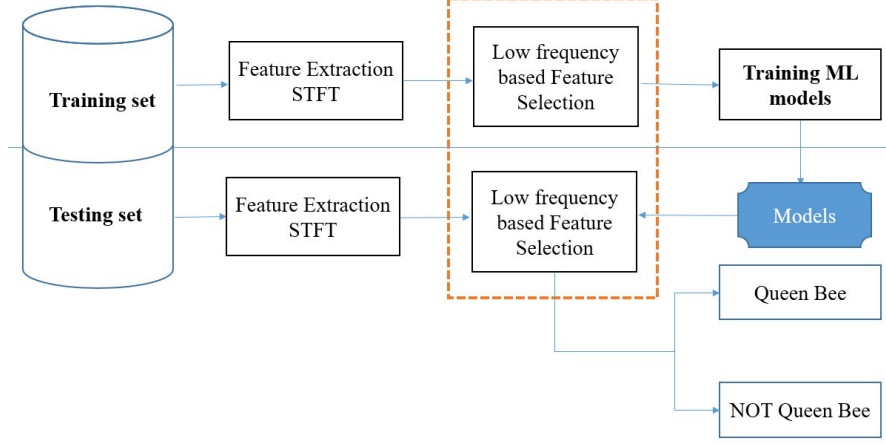 Training set
Feature Extraction
STFT
Low frequency
based Feature
Selection
Training ML
models
Testing set
Feature Extraction
STFT
Low frequency
based Feature
Selection
Models
Queen Bee
NOT Queen Bee